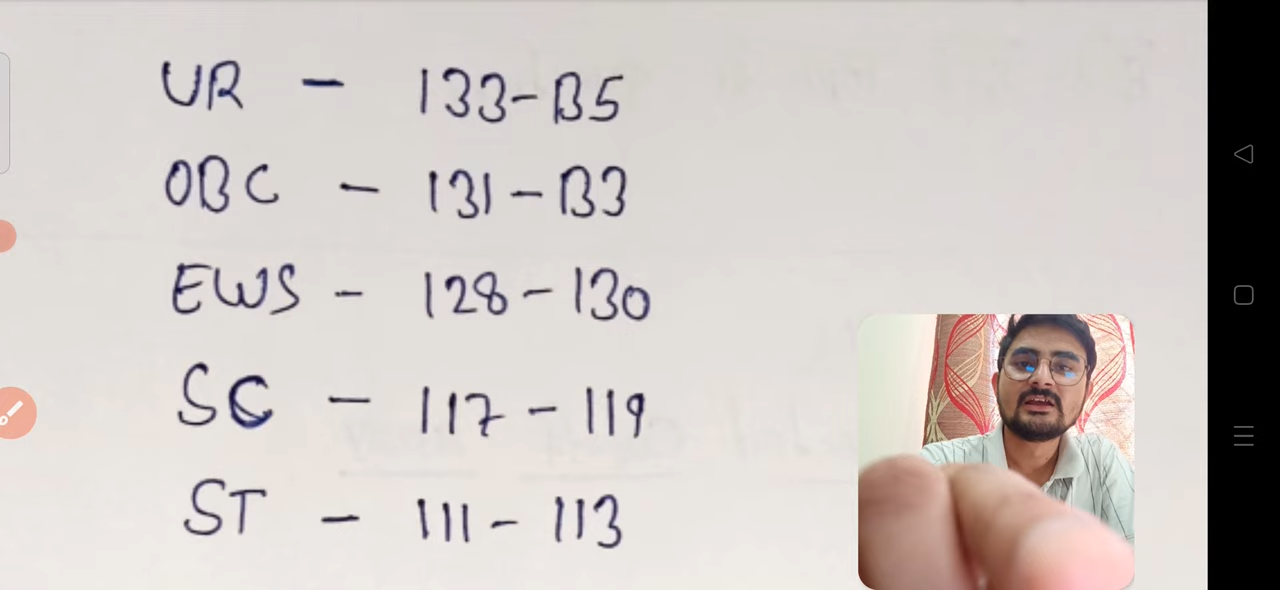 UR - 133-135
OBC - 131-133
EWS - 128-130
SC - 117-119
ST - 111-113